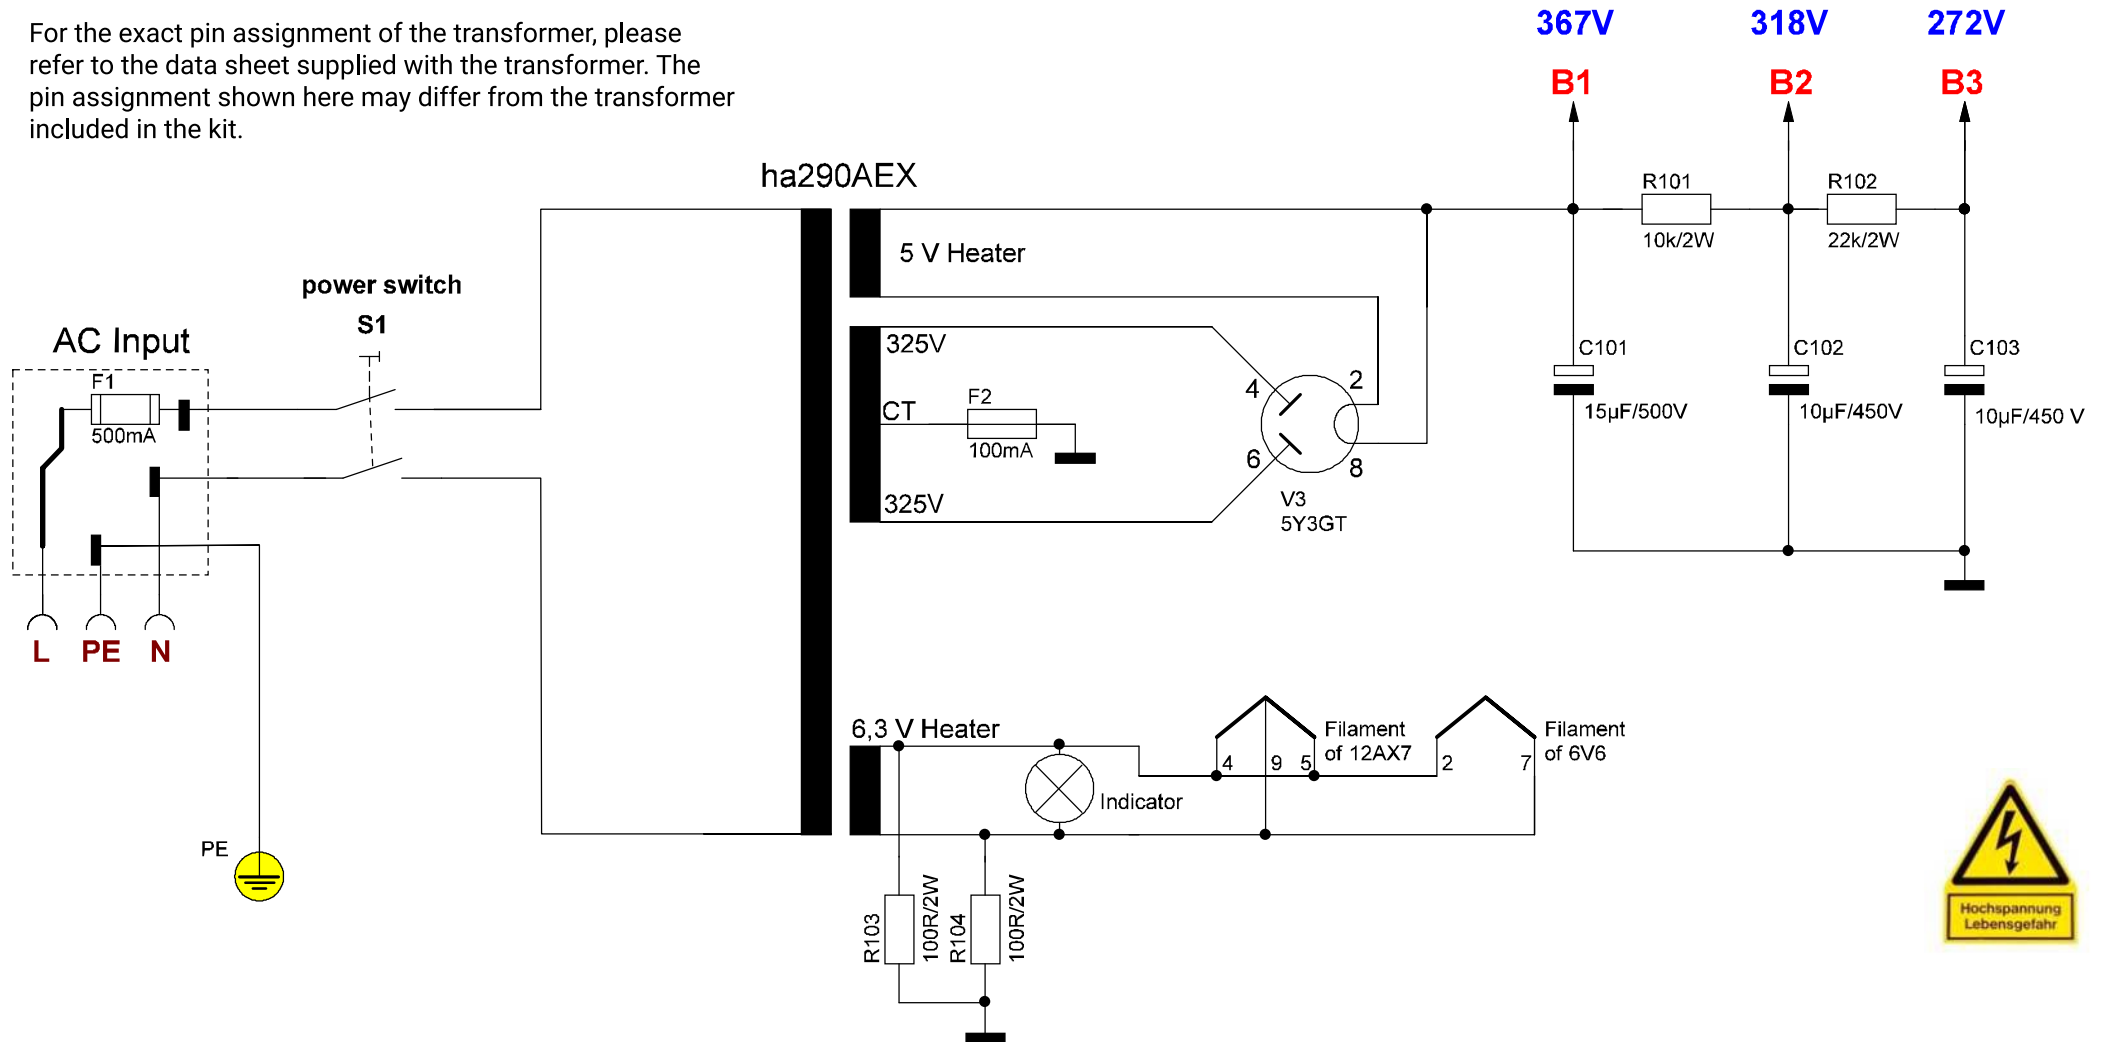 For the exact pin assignment of the transformer, please
refer to the data sheet supplied with the transformer. The
pin assignment shown here may differ from the transformer
included in the kit.
367V
318V
272V
B1
B2
B3
ha290AEX
R101
10k/2W
R102
22k/2W
5 V Heater
power switch
S1
AC Input
F1
500mA
325V
CT
F2
100mA
325V
4
2
6
8
V3
5Y3GT
C101
15µF/500V
C102
10µF/450V
C103
10µF/450 V
L
PE
N
PE
6,3 V Heater
Indicator
4
9
5
Filament
of 12AX7
2
7
Filament
of 6V6
R103
100R/2W
R104
100R/2W
Hochspannung
Lebensgefahr